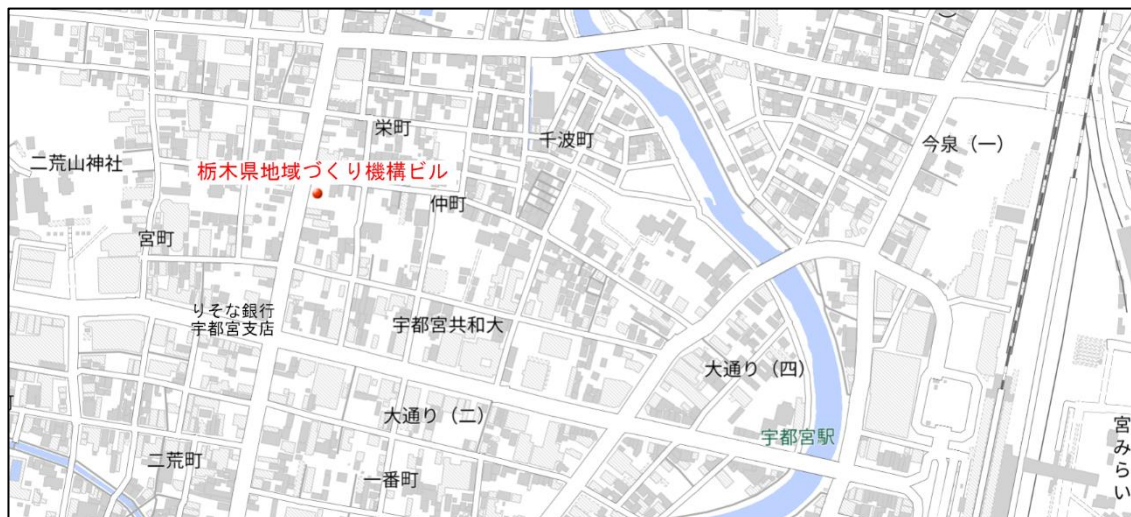 栄町
千波町
今泉（一）
二荒山神社
栃木県地域づくり機構ビル
仲町
宮町
りそな銀行
宇都宮支店
宇都宮共和大
大通り（四）
大通り（二）
宇都宮駅
二荒町
一番町
宮みらい
町